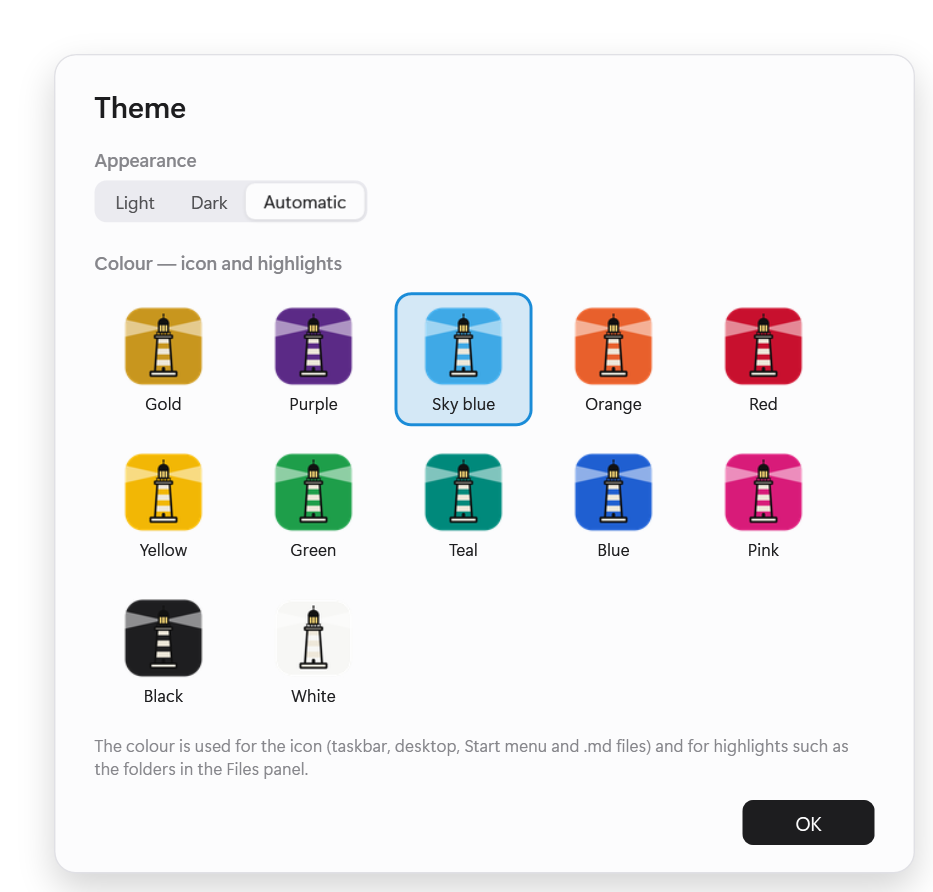 Theme
Appearance
Light Dark Automatic
Colour — icon and highlights
Gold Purple Sky blue Orange Red
Yellow Green Teal Blue Pink
Black White
The colour is used for the icon (taskbar, desktop, Start menu and .md files) and for highlights such as
the folders in the Files panel.
OK